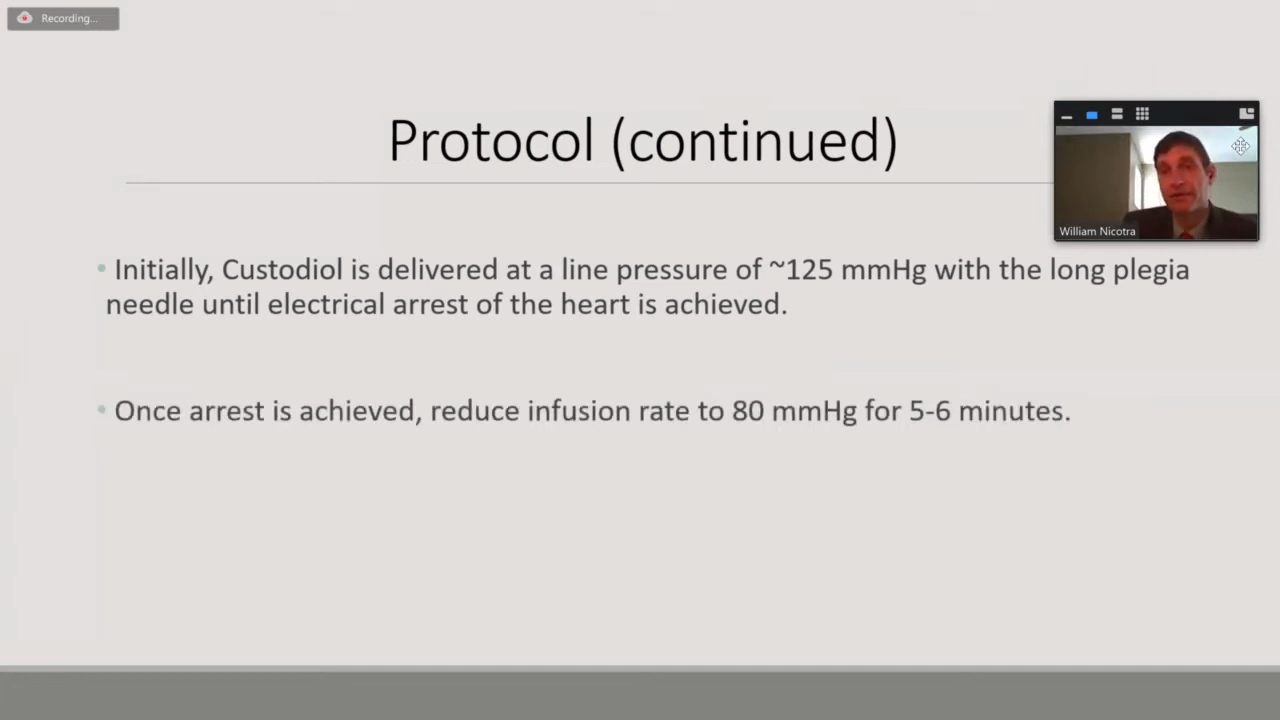 Recording...
Protocol (continued)
William Nicotra
• Initially, Custodiol is delivered at a line pressure of ~125 mmHg with the long plegia
needle until electrical arrest of the heart is achieved.
• Once arrest is achieved, reduce infusion rate to 80 mmHg for 5-6 minutes.